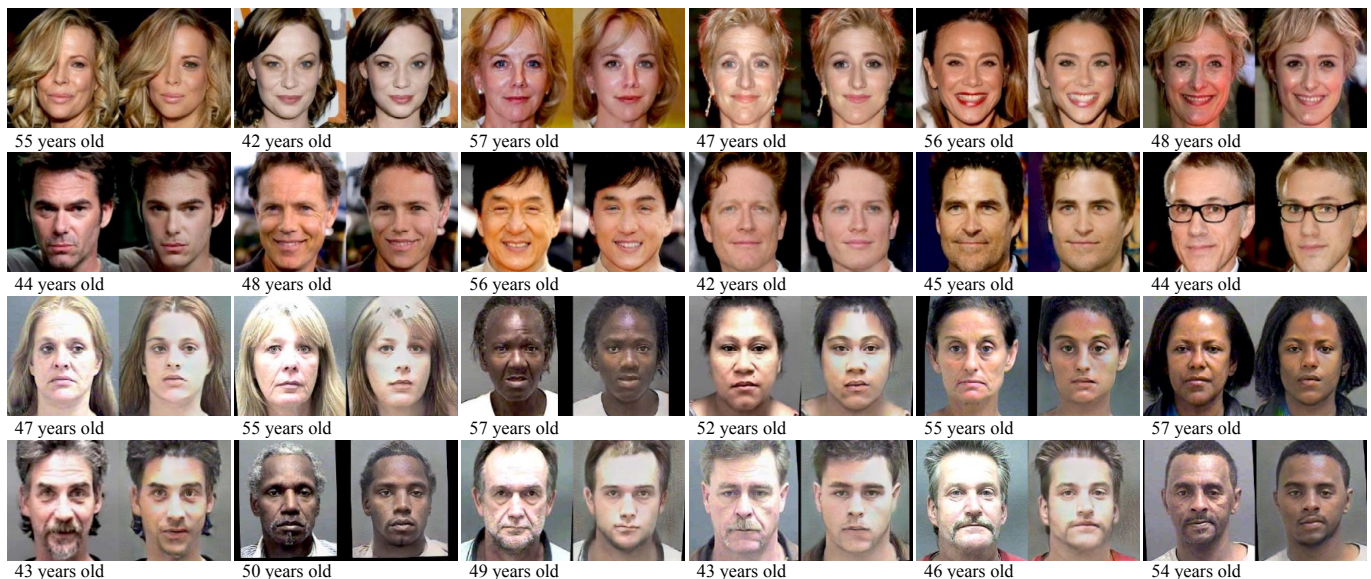 55 years old 42 years old 57 years old 47 years old 56 years old 48 years old
44 years old 48 years old 56 years old 42 years old 45 years old 44 years old
47 years old 55 years old 57 years old 52 years old 55 years old 57 years old
43 years old 50 years old 49 years old 43 years old 46 years old 54 years old